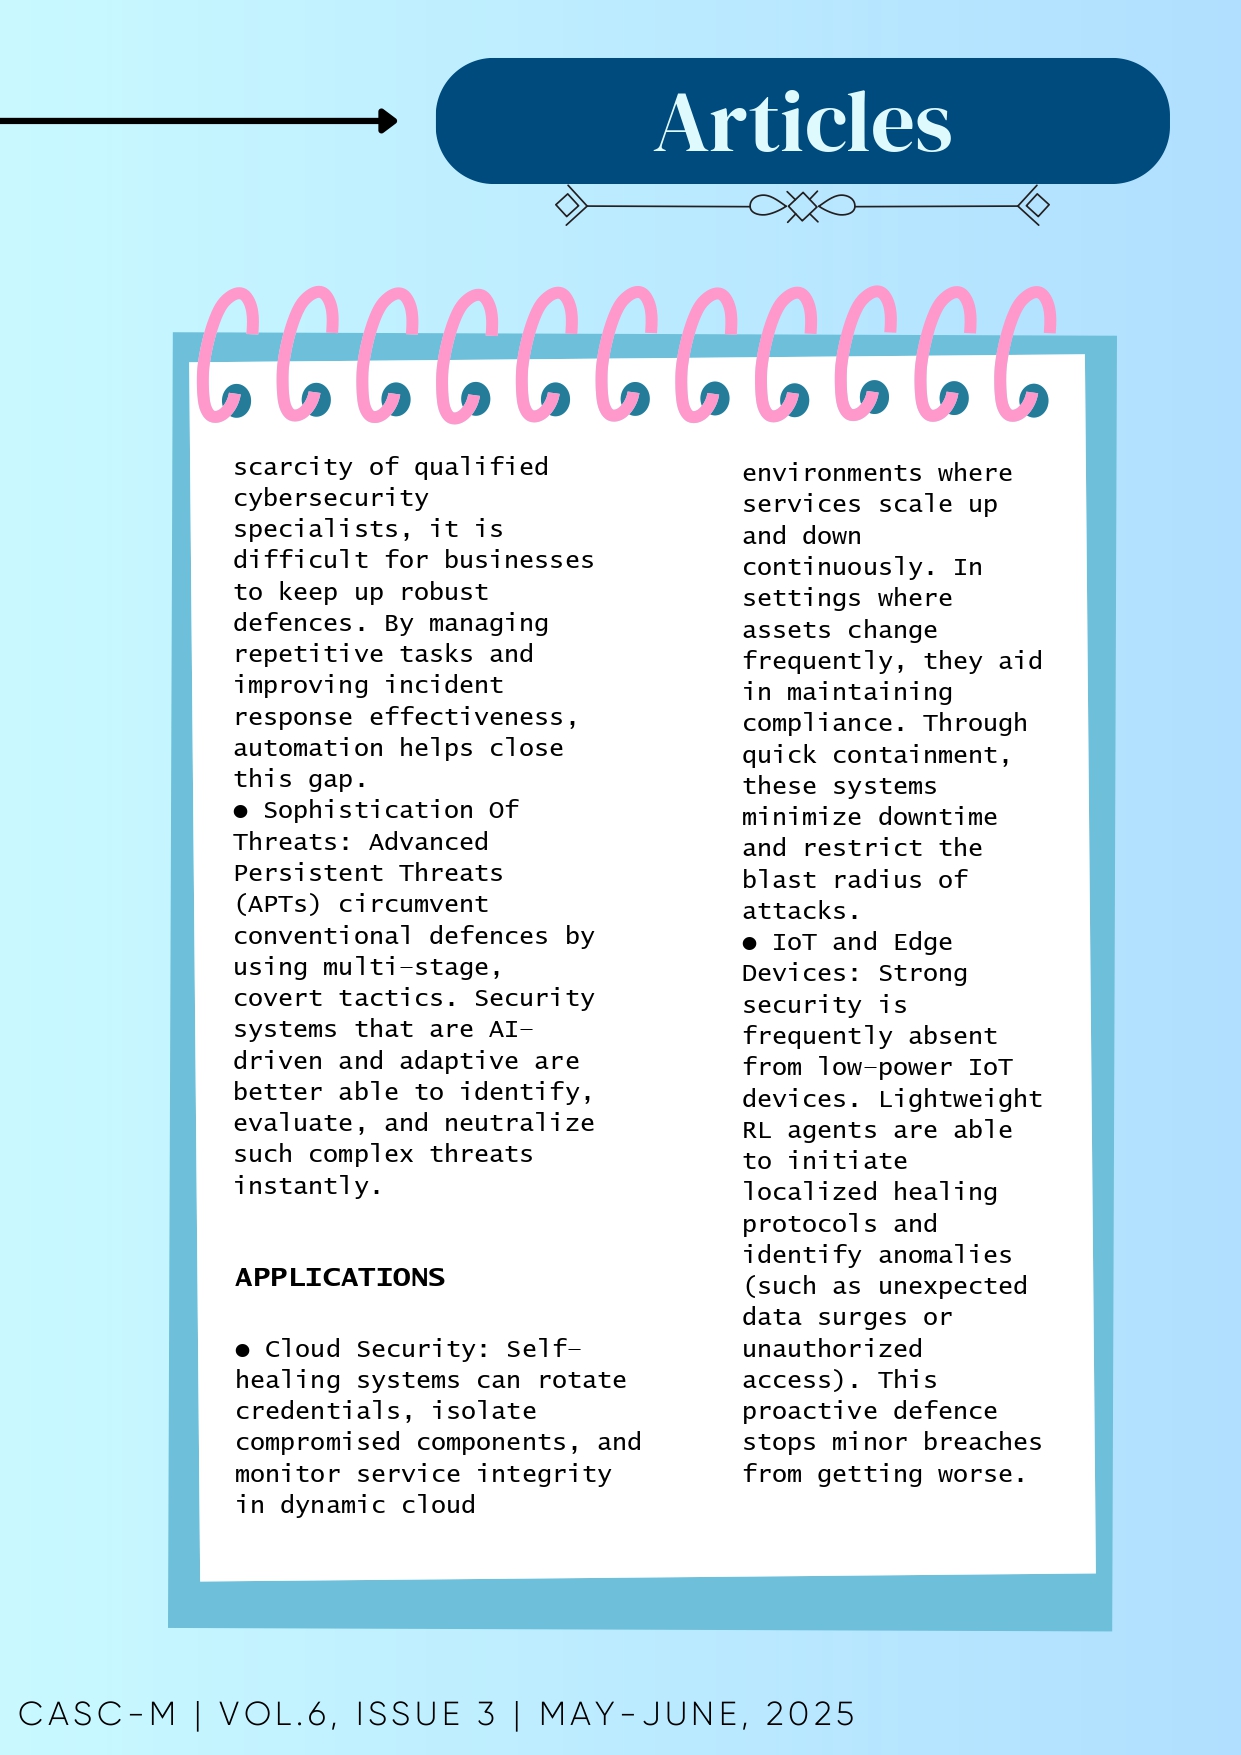 Articles
scarcity of qualified
cybersecurity
specialists, it is
difficult for businesses
to keep up robust
defences. By managing
repetitive tasks and
improving incident
response effectiveness,
automation helps close
this gap.
● Sophistication Of
Threats: Advanced
Persistent Threats
(APTs) circumvent
conventional defences by
using multi-stage,
covert tactics. Security
systems that are AI-
driven and adaptive are
better able to identify,
evaluate, and neutralize
such complex threats
instantly.
APPLICATIONS
● Cloud Security: Self-
healing systems can rotate
credentials, isolate
compromised components, and
monitor service integrity
in dynamic cloud
environments where
services scale up
and down
continuously. In
settings where
assets change
frequently, they aid
in maintaining
compliance. Through
quick containment,
these systems
minimize downtime
and restrict the
blast radius of
attacks.
● IoT and Edge
Devices: Strong
security is
frequently absent
from low-power IoT
devices. Lightweight
RL agents are able
to initiate
localized healing
protocols and
identify anomalies
(such as unexpected
data surges or
unauthorized
access). This
proactive defence
stops minor breaches
from getting worse.
CASC-M | VOL.6, ISSUE 3 | MAY-JUNE, 2025